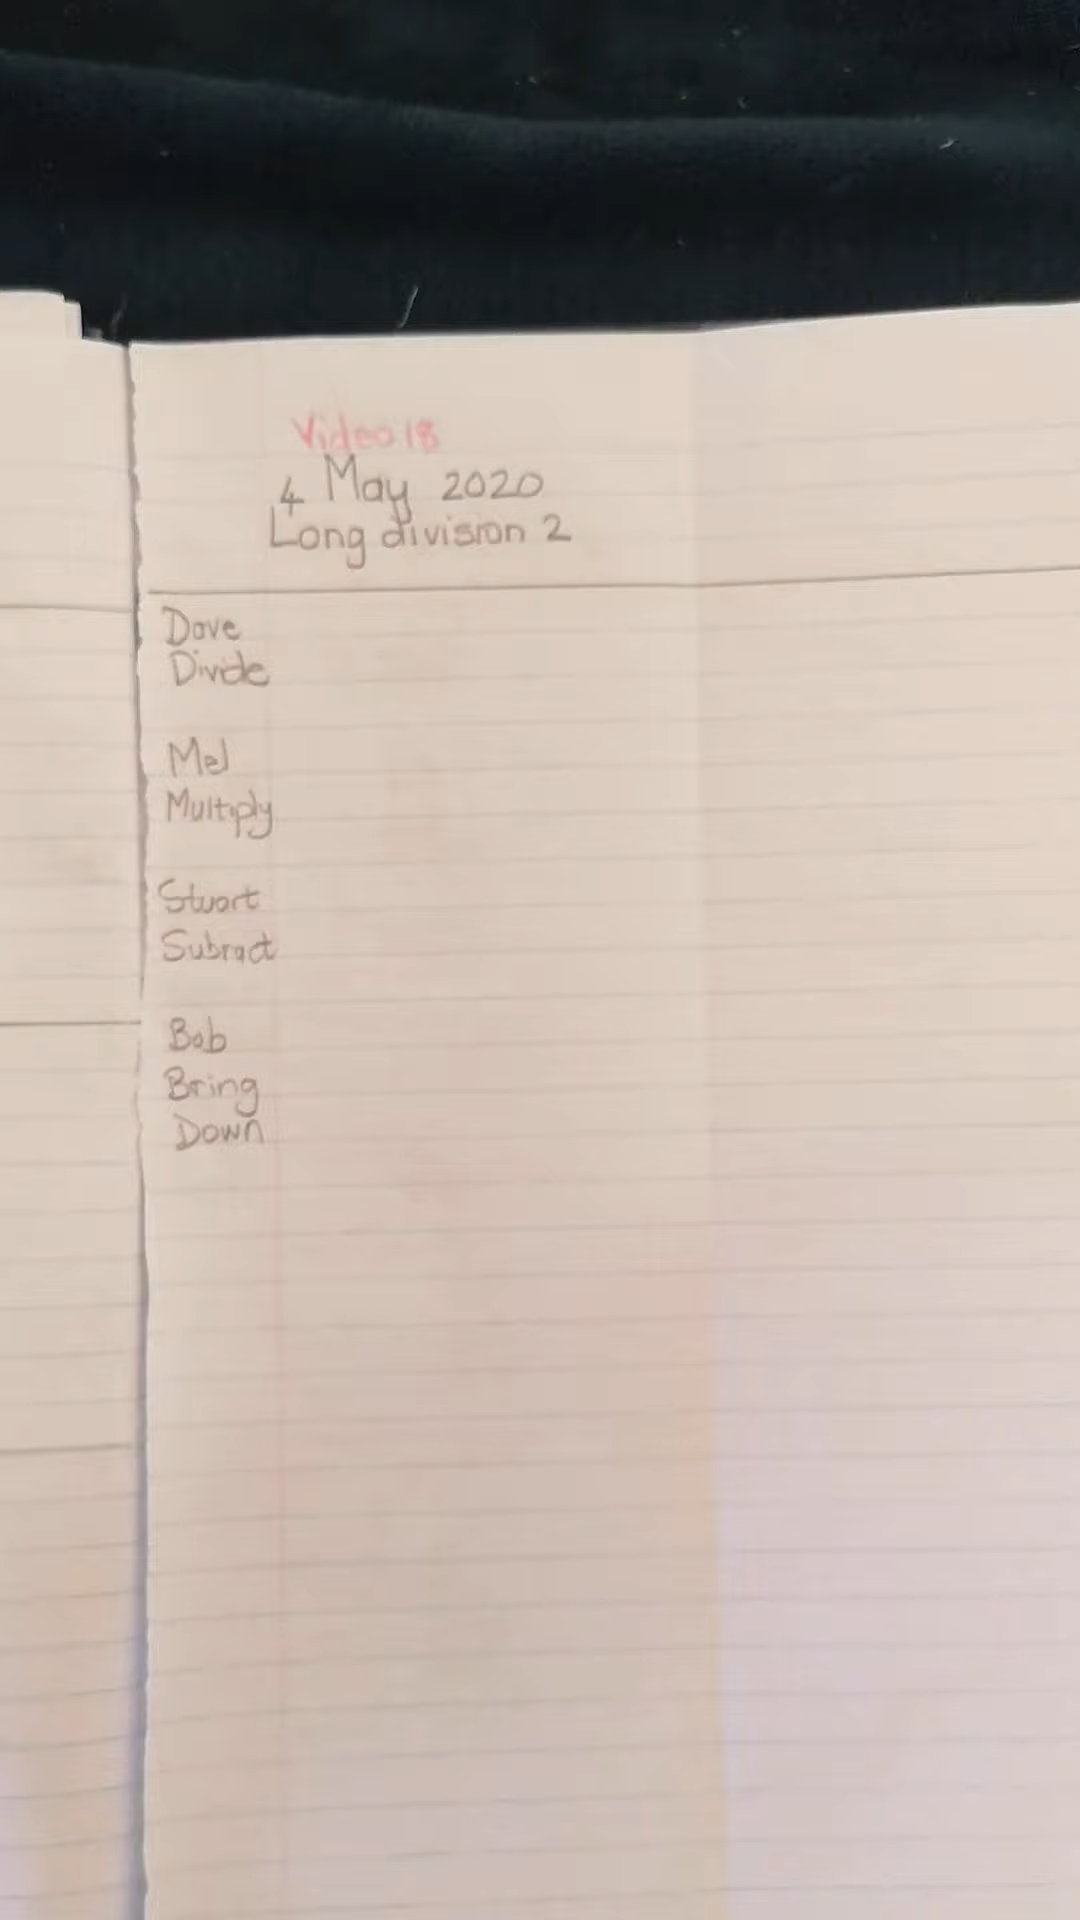 Video 18
4 May 2020
Long division 2
Dave
Divide
Mel
Multiply
Stuart
Subract
Bob
Bring
Down